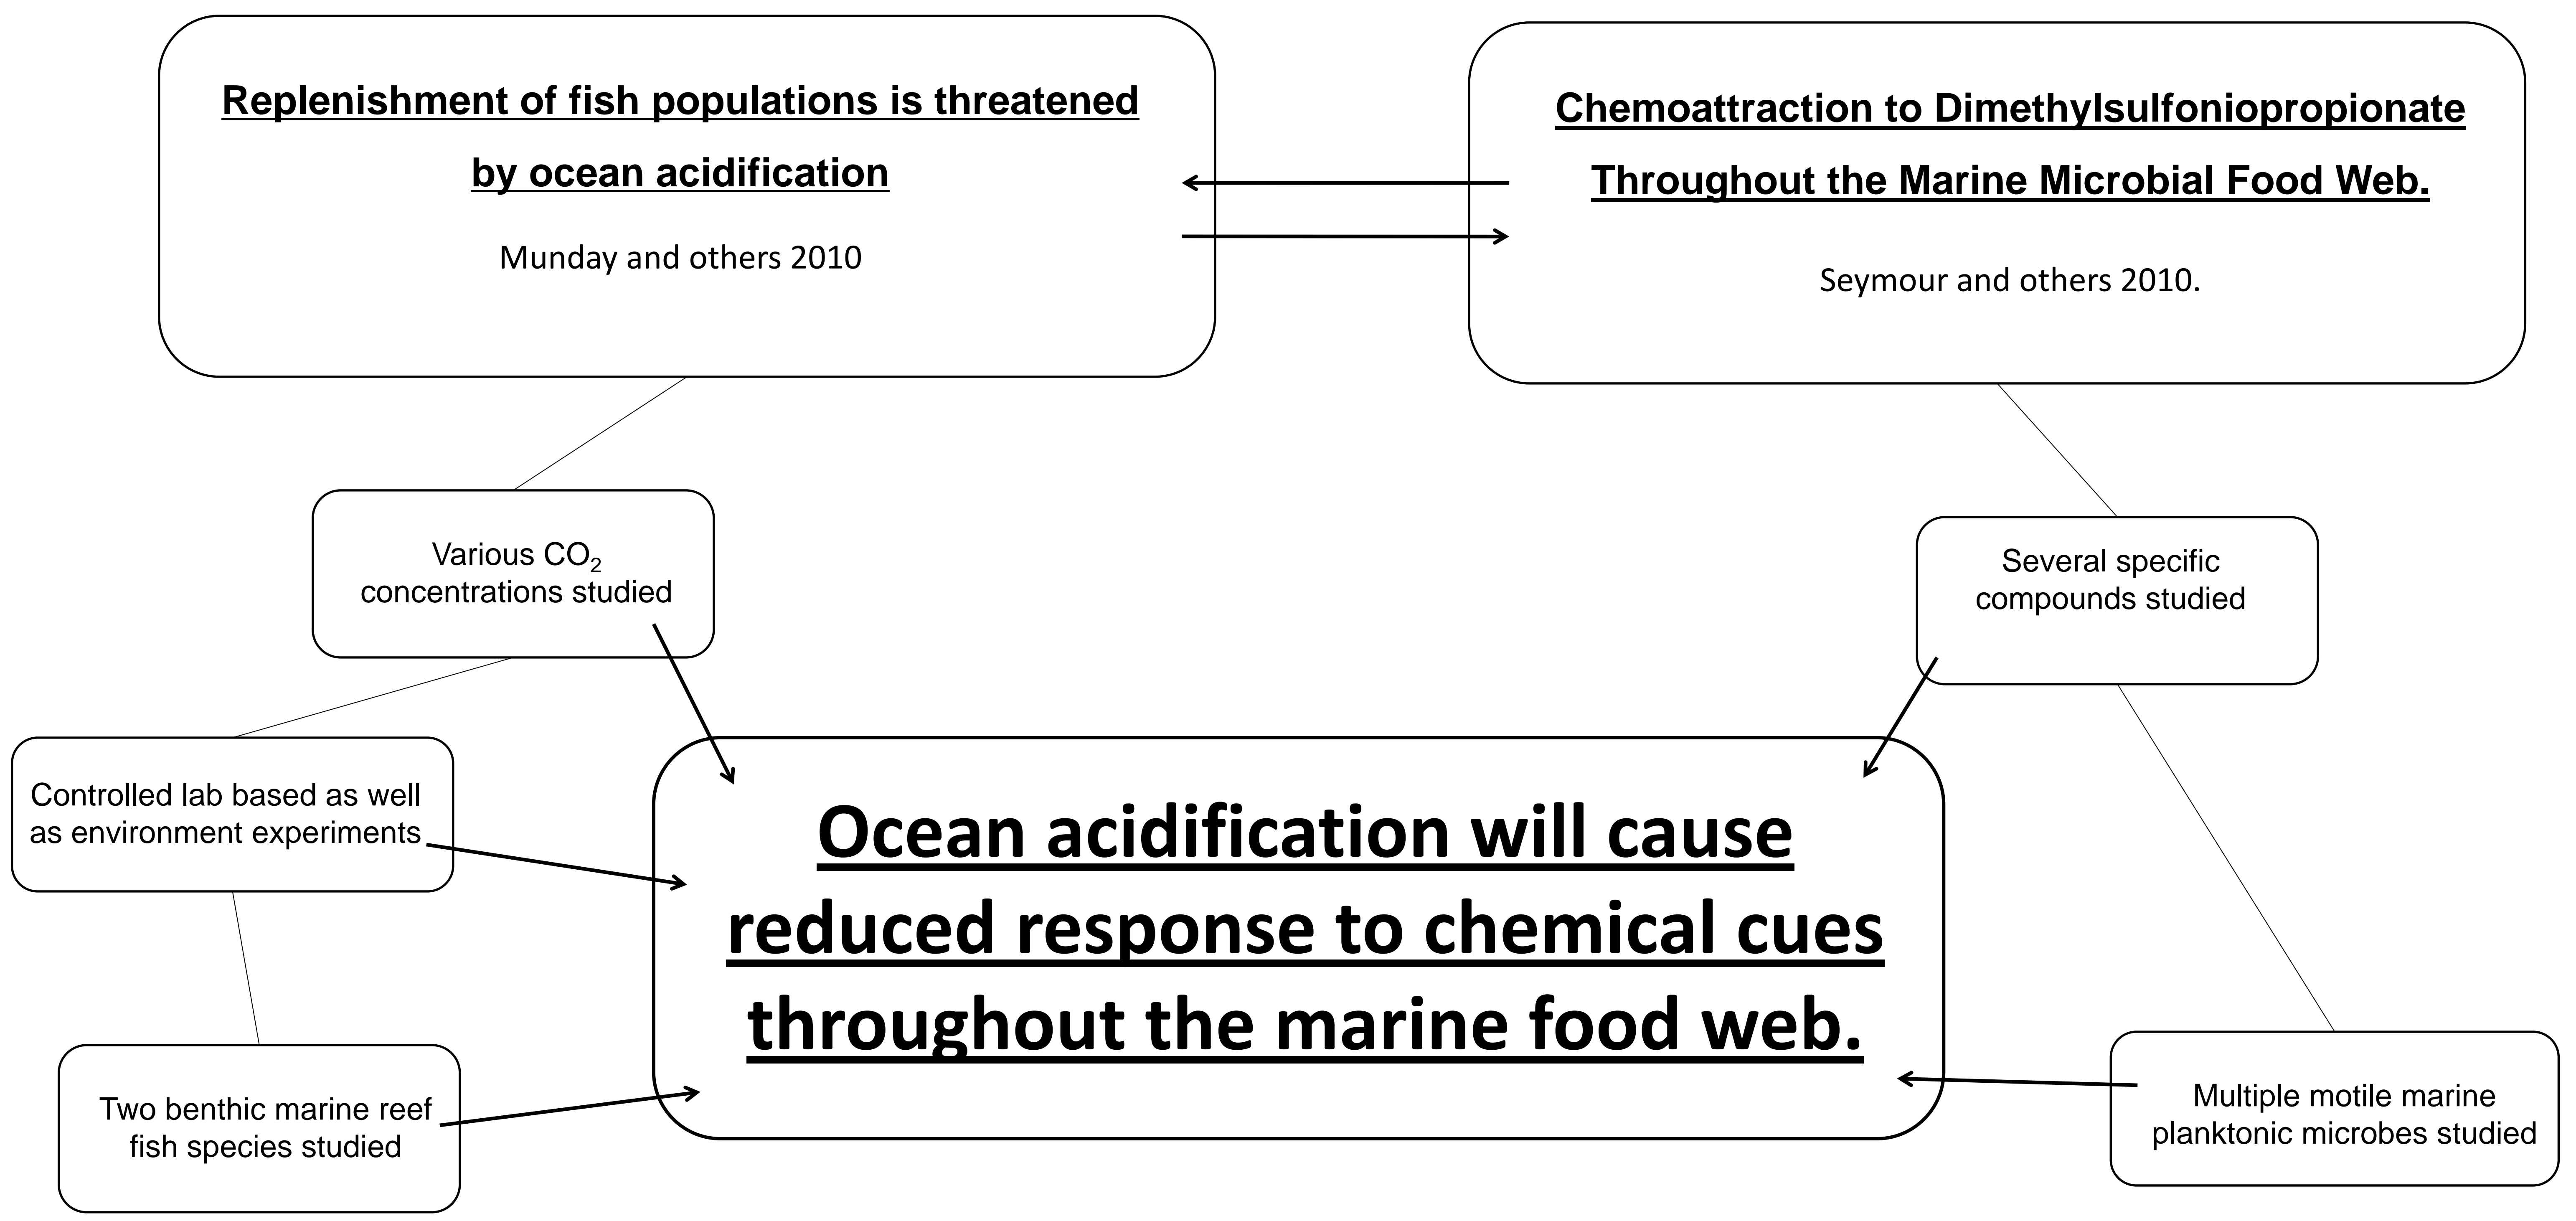 Replenishment of fish populations is threatened
by ocean acidification
Munday and others 2010
Chemoattraction to Dimethylsulfoniopropionate
Throughout the Marine Microbial Food Web.
Seymour and others 2010.
Various CO₂
concentrations studied
Several specific
compounds studied
Controlled lab based as well
as environment experiments
Ocean acidification will cause
reduced response to chemical cues
throughout the marine food web.
Two benthic marine reef
fish species studied
Multiple motile marine
planktonic microbes studied